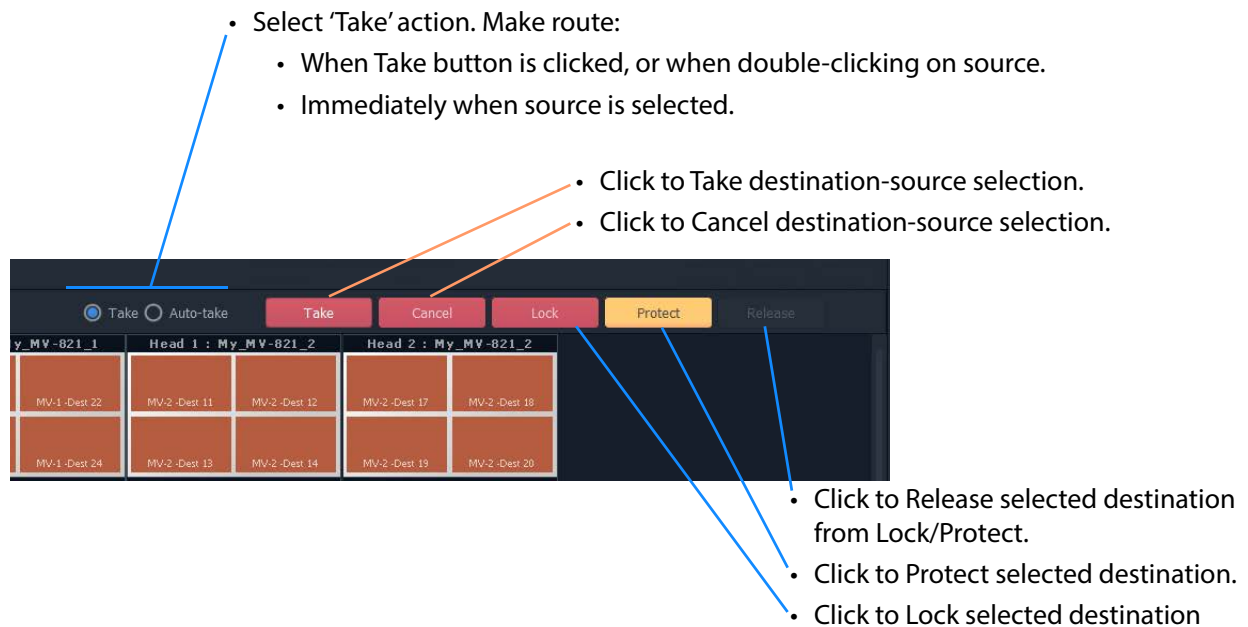 • Select ‘Take’ action. Make route:
• When Take button is clicked, or when double-clicking on source.
• Immediately when source is selected.
• Click to Take destination-source selection.
• Click to Cancel destination-source selection.
Take Auto-take Take Cancel Lock Protect Release
y_MV-821_1 Head 1 : My_MV-821_2 Head 2 : My_MV-821_2
MV-1 -Dest 22 MV-2 -Dest 11 MV-2 -Dest 12 MV-2 -Dest 17 MV-2 -Dest 18
MV-1 -Dest 24 MV-2 -Dest 13 MV-2 -Dest 14 MV-2 -Dest 19 MV-2 -Dest 20
• Click to Release selected destination
from Lock/Protect.
• Click to Protect selected destination.
• Click to Lock selected destination